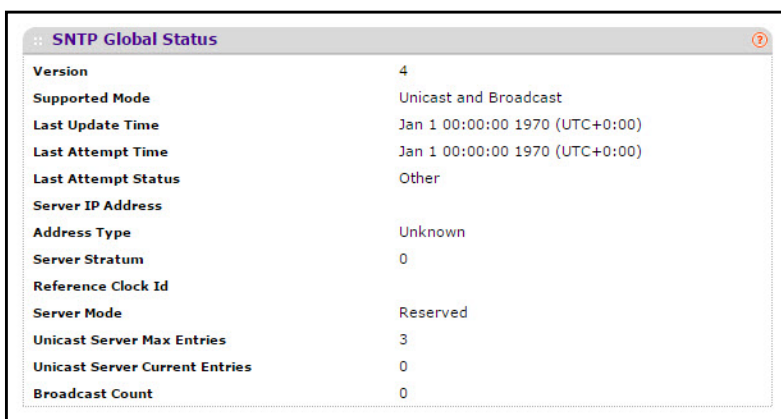 SNTP Global Status
Version 4
Supported Mode Unicast and Broadcast
Last Update Time Jan 1 00:00:00 1970 (UTC+0:00)
Last Attempt Time Jan 1 00:00:00 1970 (UTC+0:00)
Last Attempt Status Other
Server IP Address
Address Type Unknown
Server Stratum 0
Reference Clock Id
Server Mode Reserved
Unicast Server Max Entries 3
Unicast Server Current Entries 0
Broadcast Count 0